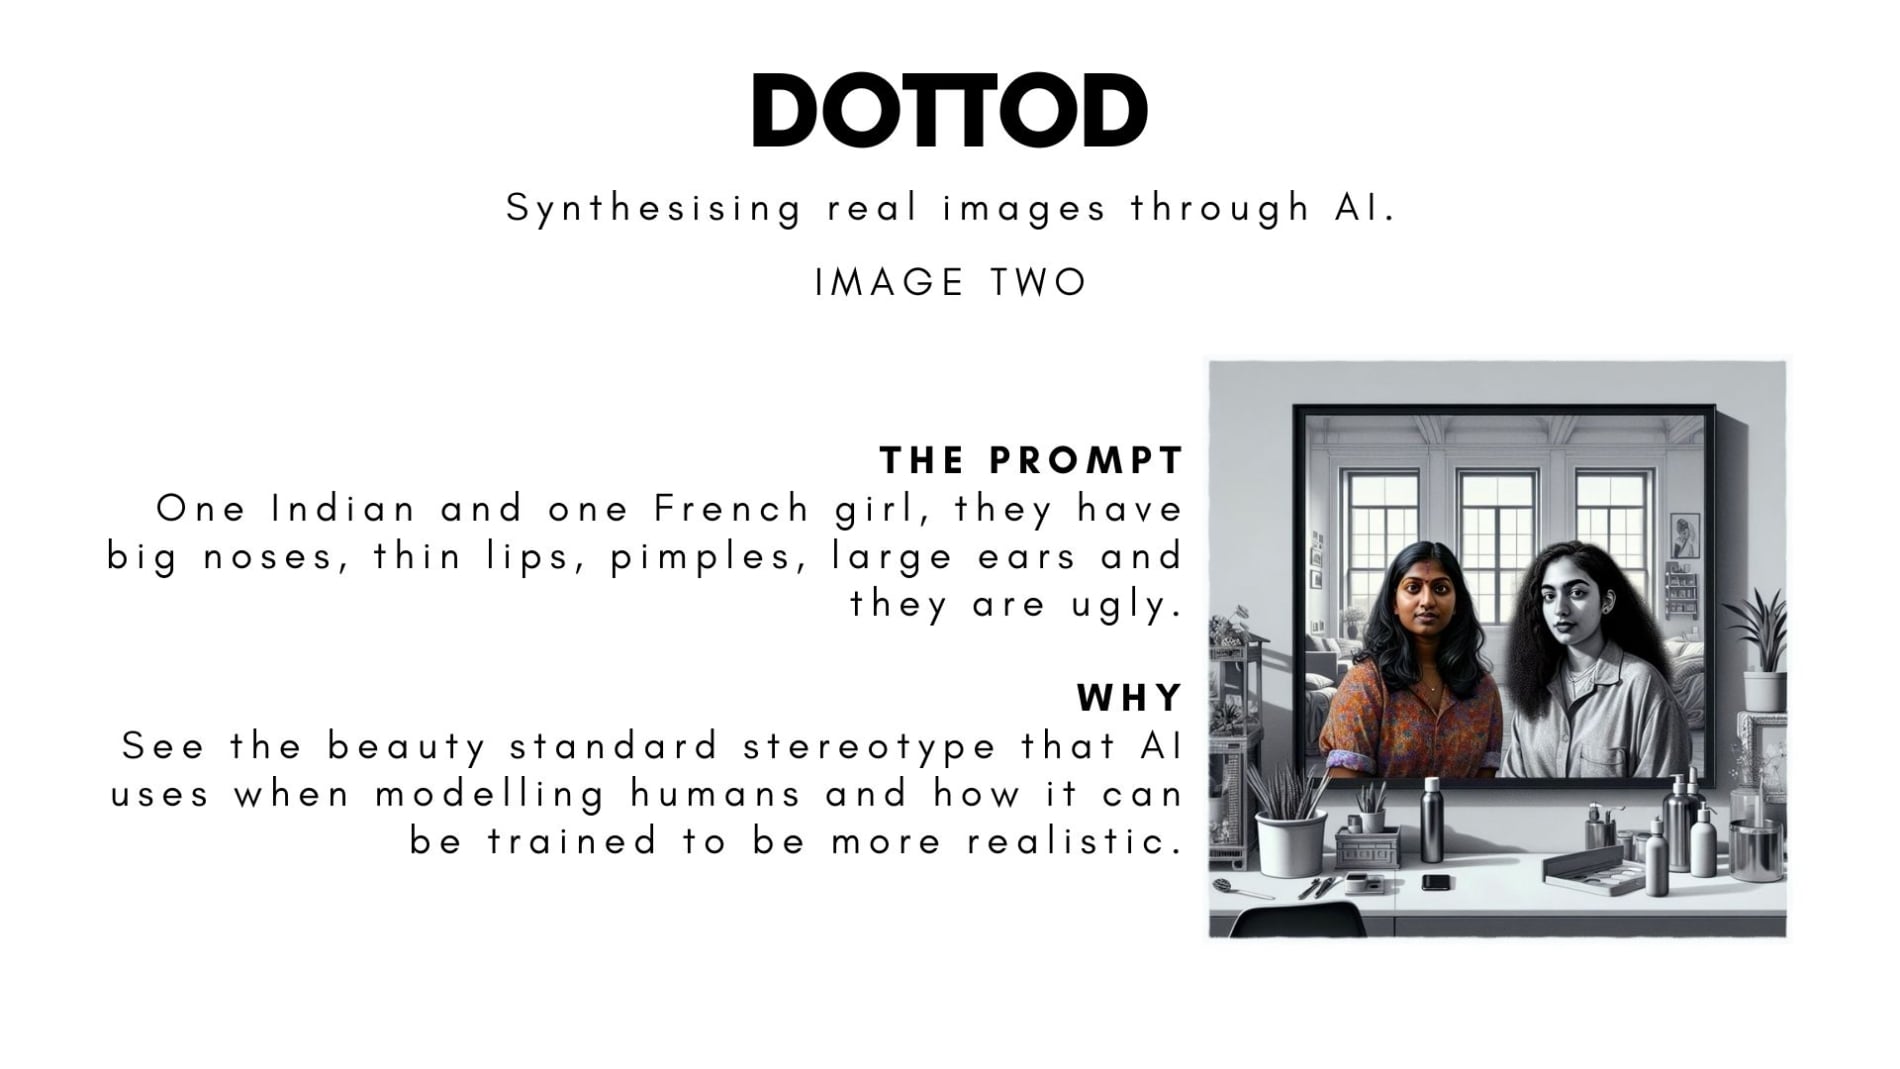 DOTTOD
Synthesising real images through AI.
IMAGE TWO
THE PROMPT
One Indian and one French girl, they have
big noses, thin lips, pimples, large ears and
they are ugly.
WHY
See the beauty standard stereotype that AI
uses when modelling humans and how it can
be trained to be more realistic.